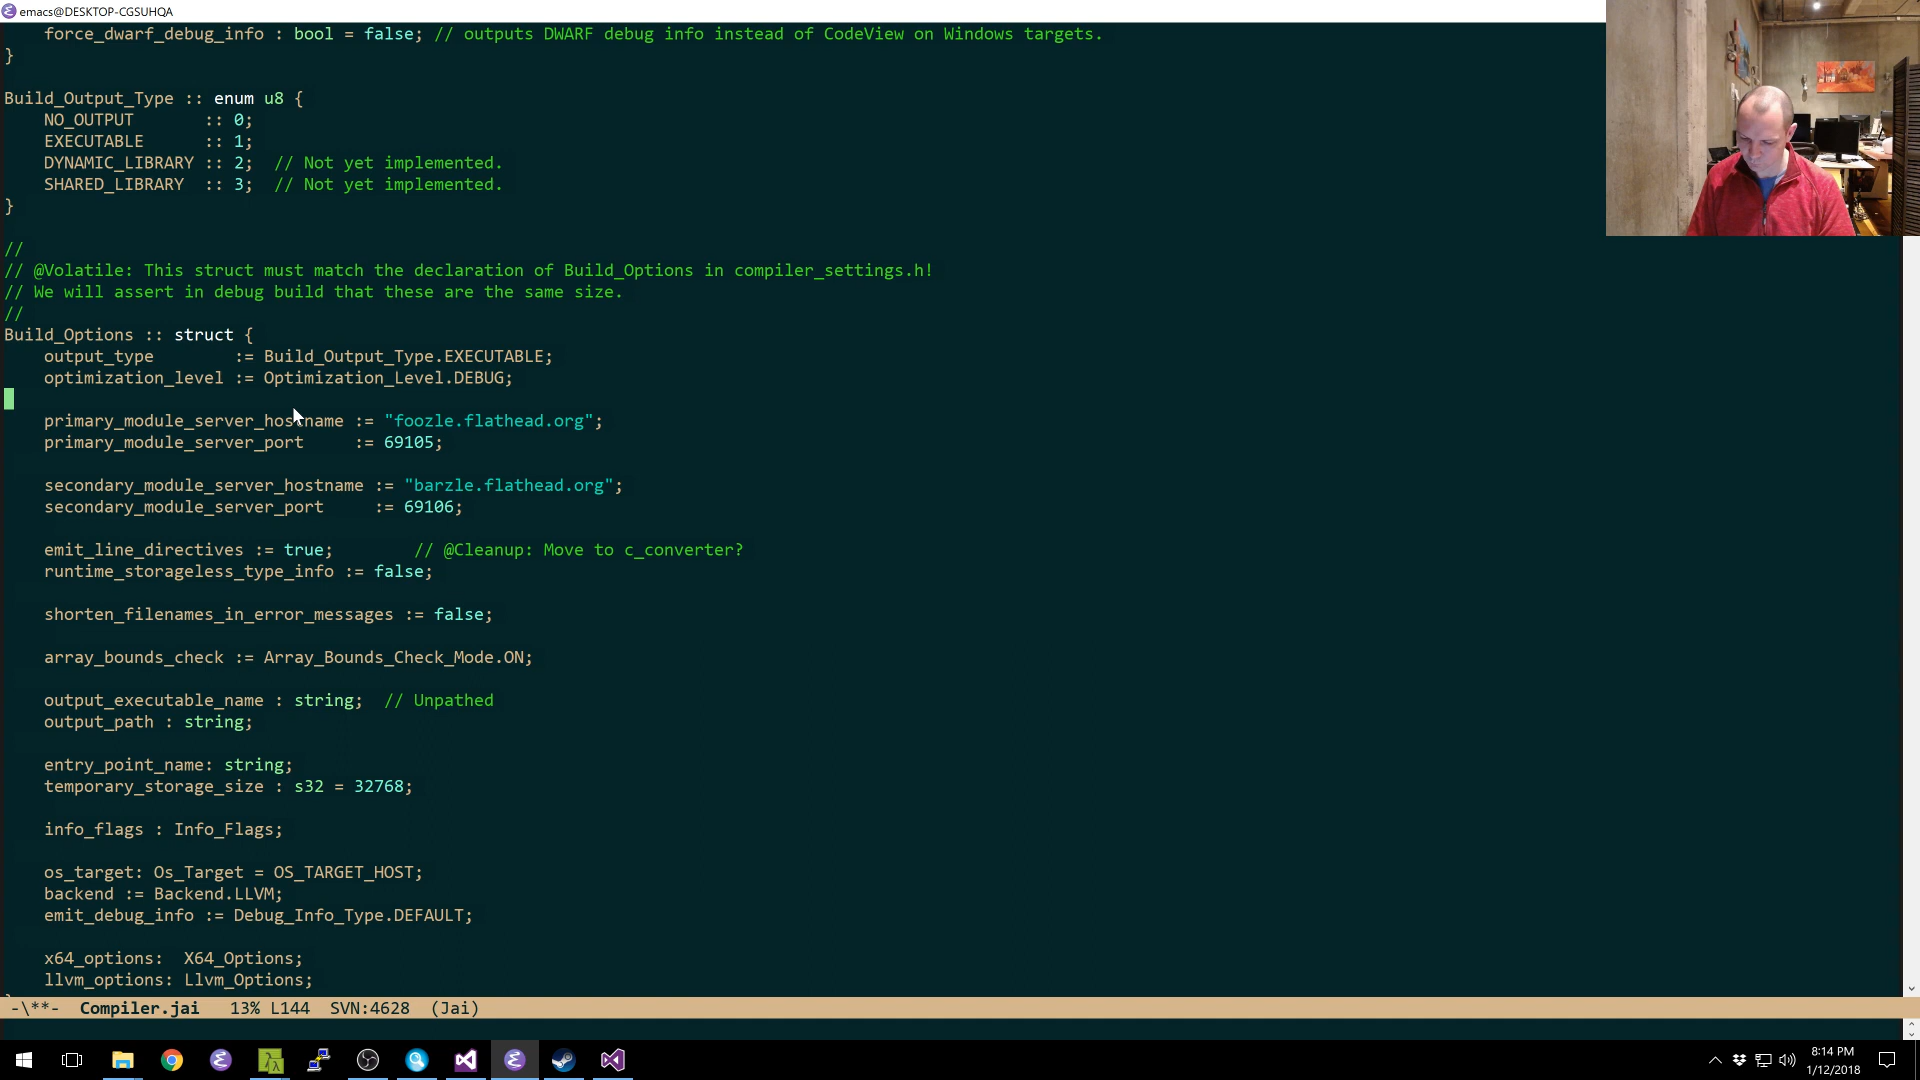 emacs@DESKTOP-CGSUHQA
force_dwarf_debug_info : bool = false; // outputs DWARF debug info instead of CodeView on Windows targets.
}
Build_Output_Type :: enum u8 {
NO_OUTPUT       :: 0;
EXECUTABLE      :: 1;
DYNAMIC_LIBRARY :: 2;  // Not yet implemented.
SHARED_LIBRARY  :: 3;  // Not yet implemented.
}
//
// @Volatile: This struct must match the declaration of Build_Options in compiler_settings.h!
// We will assert in debug build that these are the same size.
//
Build_Options :: struct {
output_type        := Build_Output_Type.EXECUTABLE;
optimization_level := Optimization_Level.DEBUG;
primary_module_server_hostname := "foozle.flathead.org";
primary_module_server_port     := 69105;
secondary_module_server_hostname := "barzle.flathead.org";
secondary_module_server_port     := 69106;
emit_line_directives := true;        // @Cleanup: Move to c_converter?
runtime_storageless_type_info := false;
shorten_filenames_in_error_messages := false;
array_bounds_check := Array_Bounds_Check_Mode.ON;
output_executable_name : string;  // Unpathed
output_path : string;
entry_point_name: string;
temporary_storage_size : s32 = 32768;
info_flags : Info_Flags;
os_target: Os_Target = OS_TARGET_HOST;
backend := Backend.LLVM;
emit_debug_info := Debug_Info_Type.DEFAULT;
x64_options:  X64_Options;
llvm_options: Llvm_Options;
-\**-  Compiler.jai   13% L144  SVN:4628  (Jai)
8:14 PM
1/12/2018